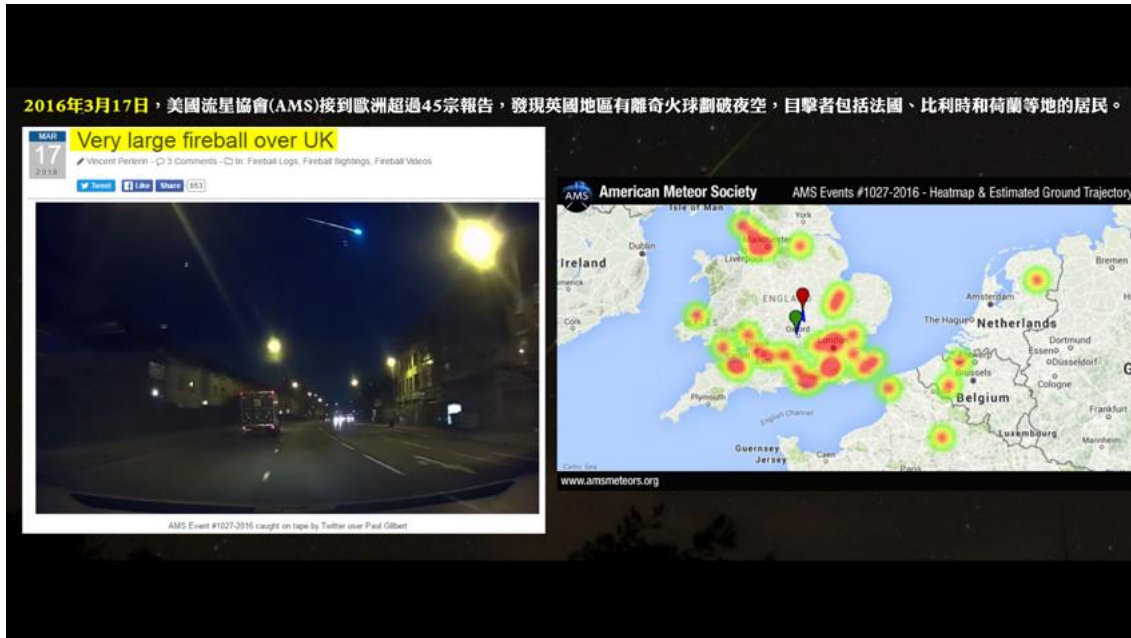 2016年3月17日，美國流星協會(AMS)接到歐洲超過45宗報告，發現英國地區有離奇火球劃破夜空，目擊者包括法國、比利時和荷蘭等地的居民。
MAR
17
2016
Very large fireball over UK
Vincent Perlerin - 3 Comments - In: Fireball Logs, Fireball Sightings, Fireball Videos
Tweet Like Share 853
AMS Event #1027-2016 caught on tape by Twitter user Paul Gilbert
AMS American Meteor Society AMS Events #1027-2016 - Heatmap & Estimated Ground Trajectory
Isle of Man
York
Dublin
Manchester
Liverpool
Ireland
Bremen
Limerick
ENGLA
Amsterdam
Cork
WALES
Oxford
The Hague Netherlands
London
Dortmund
Essen
Düsseldorf
Antwerp
Brussels
Cologne
Plymouth
Belgium
English Channel
Frankfurt
Guernsey
Luxembourg
Jersey
Caen
Mannheim
Celtic Sea
Paris
www.amsmeteors.org